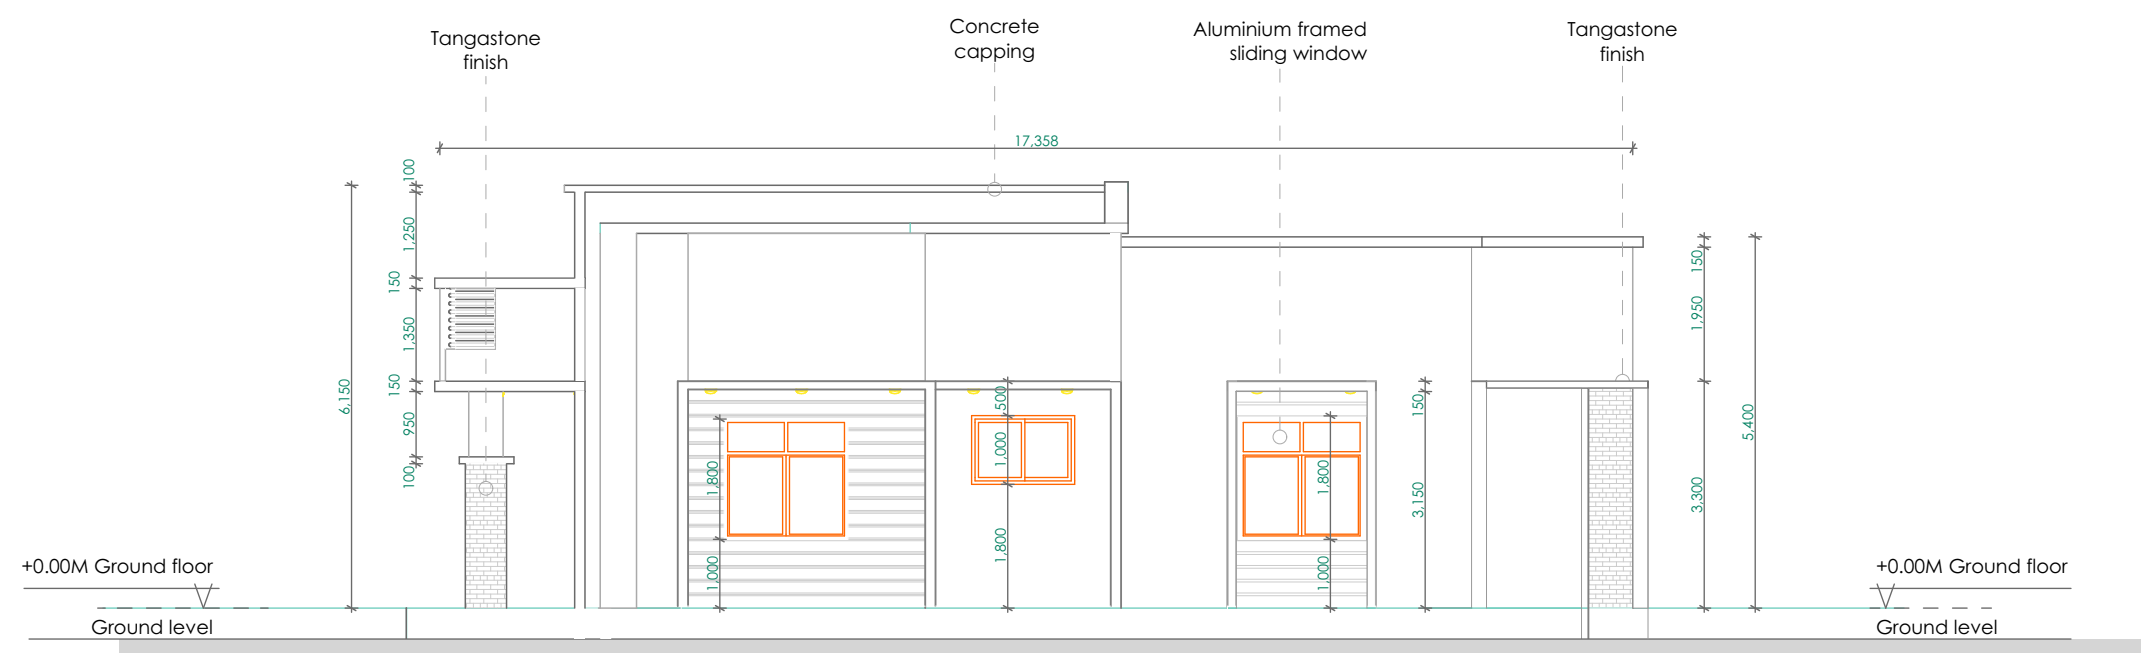 Tangastone
finish
Concrete
capping
Aluminium framed
sliding window
Tangastone
finish
17,358
100
1,250
150
1,350
150
950
100
6,150
500
1,000
1,800
1,800
1,000
1,800
1,000
150
3,150
150
1,950
3,300
5,400
+0.00M Ground floor
Ground level
+0.00M Ground floor
Ground level